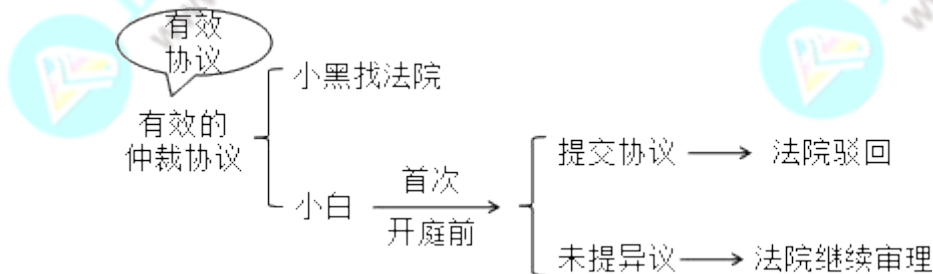 有效
协议
小黑找法院
有效的
仲裁协议
小白
首次
开庭前
提交协议
法院驳回
未提异议
法院继续审理